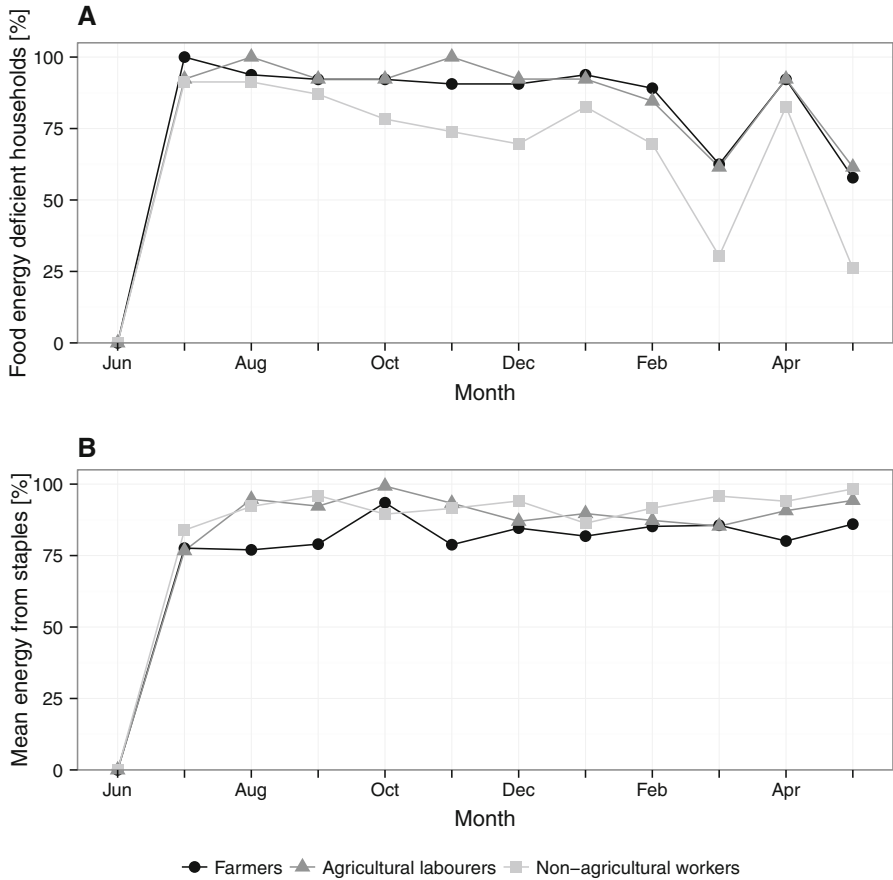 A
Food energy deficient households [%]
100
75
50
25
0
Jun Aug Oct Dec Feb Apr
Month
B
Mean energy from staples [%]
100
75
50
25
0
Jun Aug Oct Dec Feb Apr
Month
Farmers Agricultural labourers Non−agricultural workers